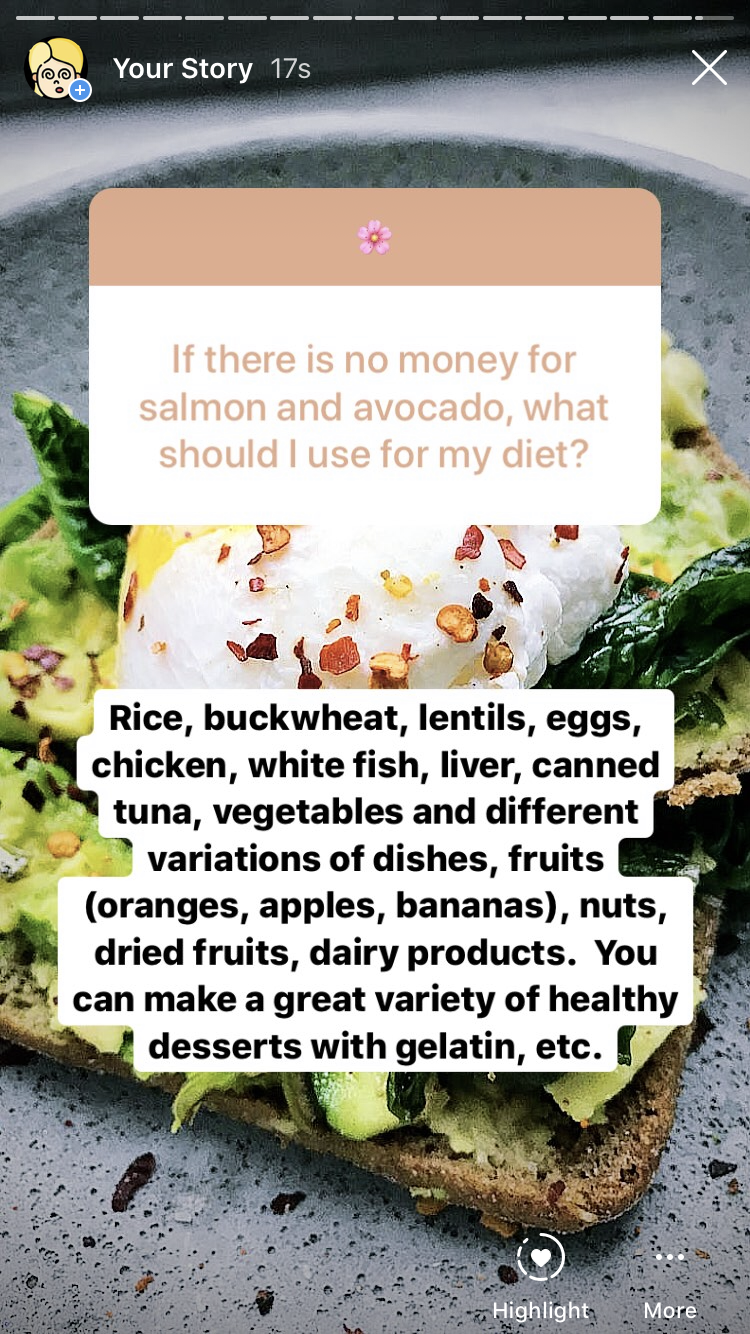 Your Story 17s
🌸
If there is no money for
salmon and avocado, what
should I use for my diet?
Rice, buckwheat, lentils, eggs,
chicken, white fish, liver, canned
tuna, vegetables and different
variations of dishes, fruits
(oranges, apples, bananas), nuts,
dried fruits, dairy products.  You
can make a great variety of healthy
desserts with gelatin, etc.
Highlight More